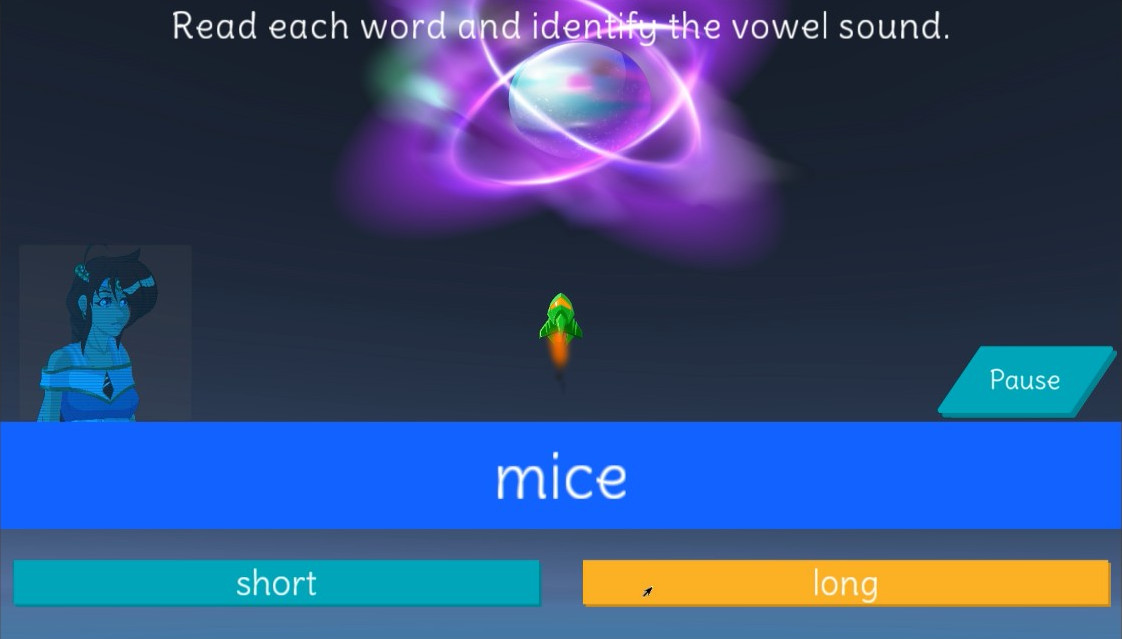 Read each word and identify the vowel sound.
Pause
mice
short
long